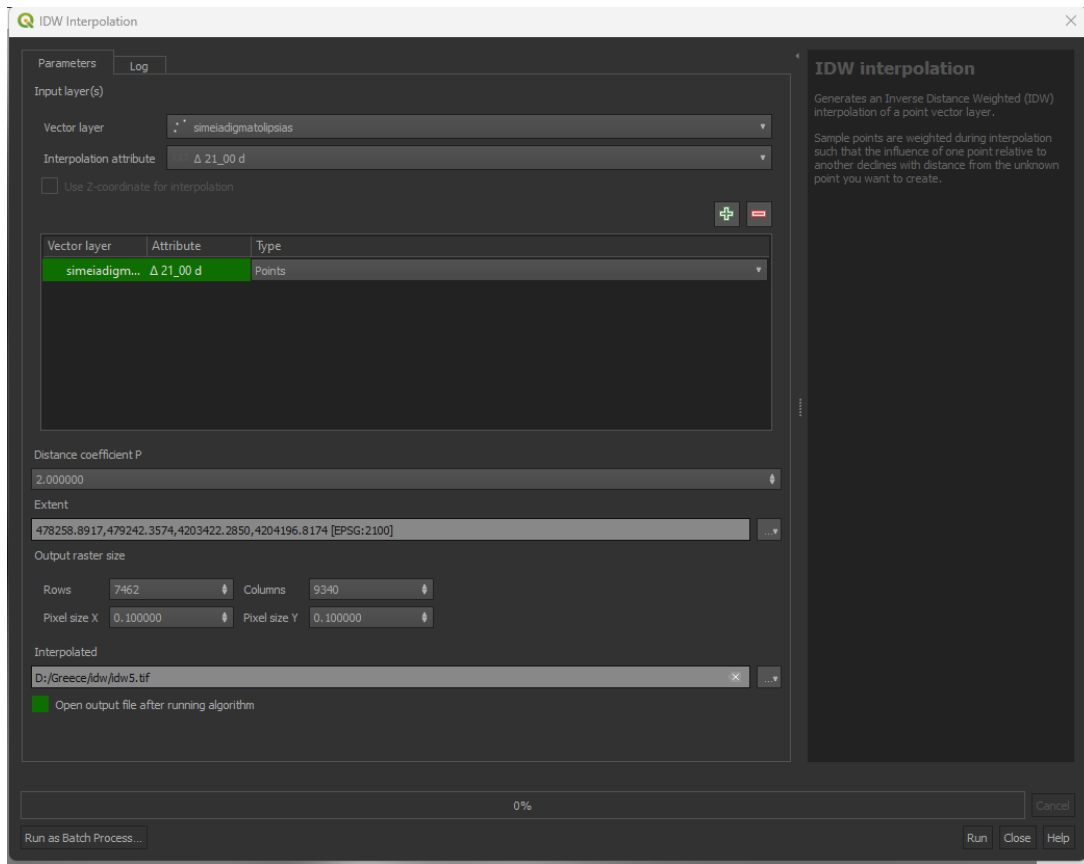 IDW Interpolation
Parameters
Log
Input layer(s)
Vector layer
simeiadigmatolipsias
Interpolation attribute
Δ 21_00 d
Use Z-coordinate for interpolation
Vector layer Attribute Type
simeiadigm... Δ 21_00 d Points
Distance coefficient P
2.000000
Extent
478258.8917,479242.3574,4203422.2850,4204196.8174 [EPSG:2100]
...
Output raster size
Rows 7462 Columns 9340
Pixel size X 0.100000 Pixel size Y 0.100000
Interpolated
D:/Greece/idw/idw5.tif
...
Open output file after running algorithm
IDW interpolation
Generates an Inverse Distance Weighted (IDW)
interpolation of a point vector layer.
Sample points are weighted during interpolation
such that the influence of one point relative to
another declines with distance from the unknown
point you want to create.
0%
Cancel
Run as Batch Process...
Run Close Help